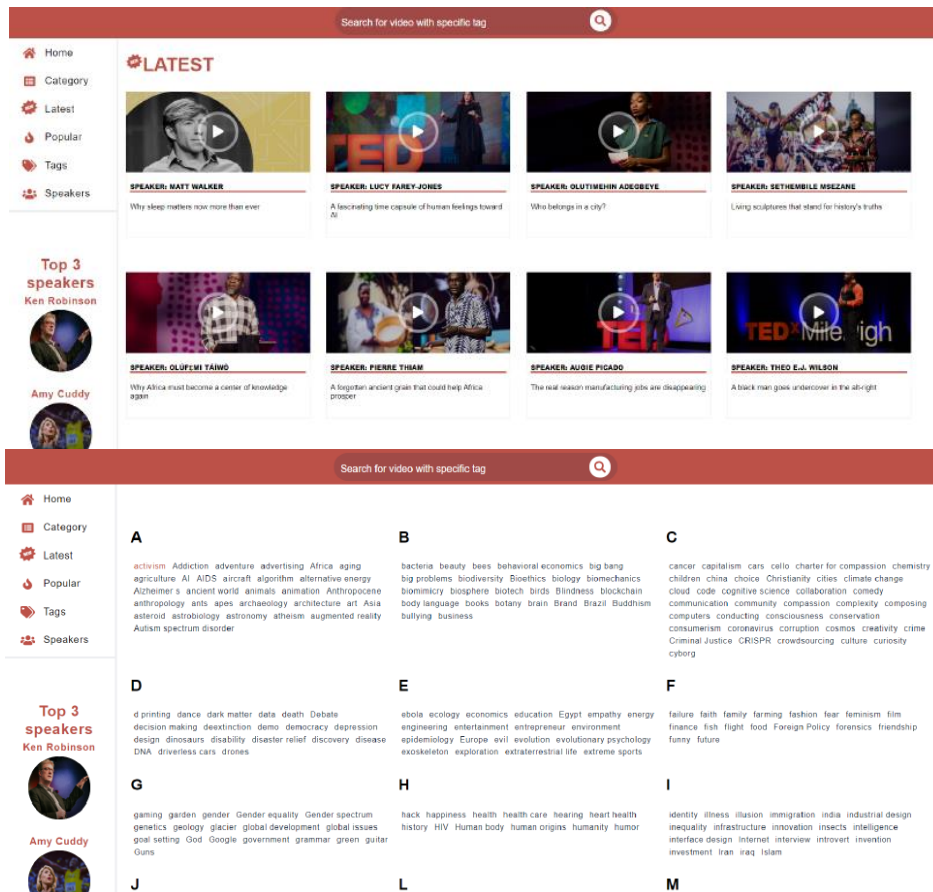 Search for video with specific tag
Home
Category
Latest
Popular
Tags
Speakers
Top 3
speakers
Ken Robinson
Amy Cuddy
LATEST
TED
TED
TEDx Mile igh
SPEAKER: MATT WALKER
Why sleep matters now more than ever
SPEAKER: LUCY FAREY-JONES
A fascinating time capsule of human feelings toward
AI
SPEAKER: OLUTIMEHIN ADEGBEYE
Who belongs in a city?
SPEAKER: SETHEMBILE MSEZANE
Living sculptures that stand for history's truths
SPEAKER: OLÚFẸ́MI TÁÍWÒ
Why Africa must become a center of knowledge
again
SPEAKER: PIERRE THIAM
A forgotten ancient grain that could help Africa
prosper
SPEAKER: AUGIE PICADO
The real reason manufacturing jobs are disappearing
SPEAKER: THEO E.J. WILSON
A black man goes undercover in the alt-right
Search for video with specific tag
Home
Category
Latest
Popular
Tags
Speakers
Top 3
speakers
Ken Robinson
Amy Cuddy
A
activism Addiction adventure advertising Africa aging
agriculture AI AIDS aircraft algorithm alternative energy
Alzheimer s ancient world animals animation Anthropocene
anthropology ants apes archaeology architecture art Asia
asteroid astrobiology astronomy atheism augmented reality
Autism spectrum disorder
B
bacteria beauty bees behavioral economics big bang
big problems biodiversity Bioethics biology biomechanics
biomimicry biosphere biotech birds Blindness blockchain
body language books botany brain Brand Brazil Buddhism
bullying business
C
cancer capitalism cars cello charter for compassion chemistry
children china choice Christianity cities climate change
cloud code cognitive science collaboration comedy
communication community compassion complexity composing
computers conducting consciousness conservation
consumerism coronavirus corruption cosmos creativity crime
Criminal Justice CRISPR crowdsourcing culture curiosity
cyborg
D
d printing dance dark matter data death Debate
decision making deextinction demo democracy depression
design dinosaurs disability disaster relief discovery disease
DNA driverless cars drones
E
ebola ecology economics education Egypt empathy energy
engineering entertainment entrepreneur environment
epidemiology Europe evil evolution evolutionary psychology
exoskeleton exploration extraterrestrial life extreme sports
F
failure faith family farming fashion fear feminism film
finance fish flight food Foreign Policy forensics friendship
funny future
G
gaming garden gender Gender equality Gender spectrum
genetics geology glacier global development global issues
goal setting God Google government grammar green guitar
Guns
H
hack happiness health health care hearing heart health
history HIV Human body human origins humanity humor
I
identity illness illusion immigration india industrial design
inequality infrastructure innovation insects intelligence
interface design Internet interview introvert invention
investment Iran iraq Islam
J
L
M